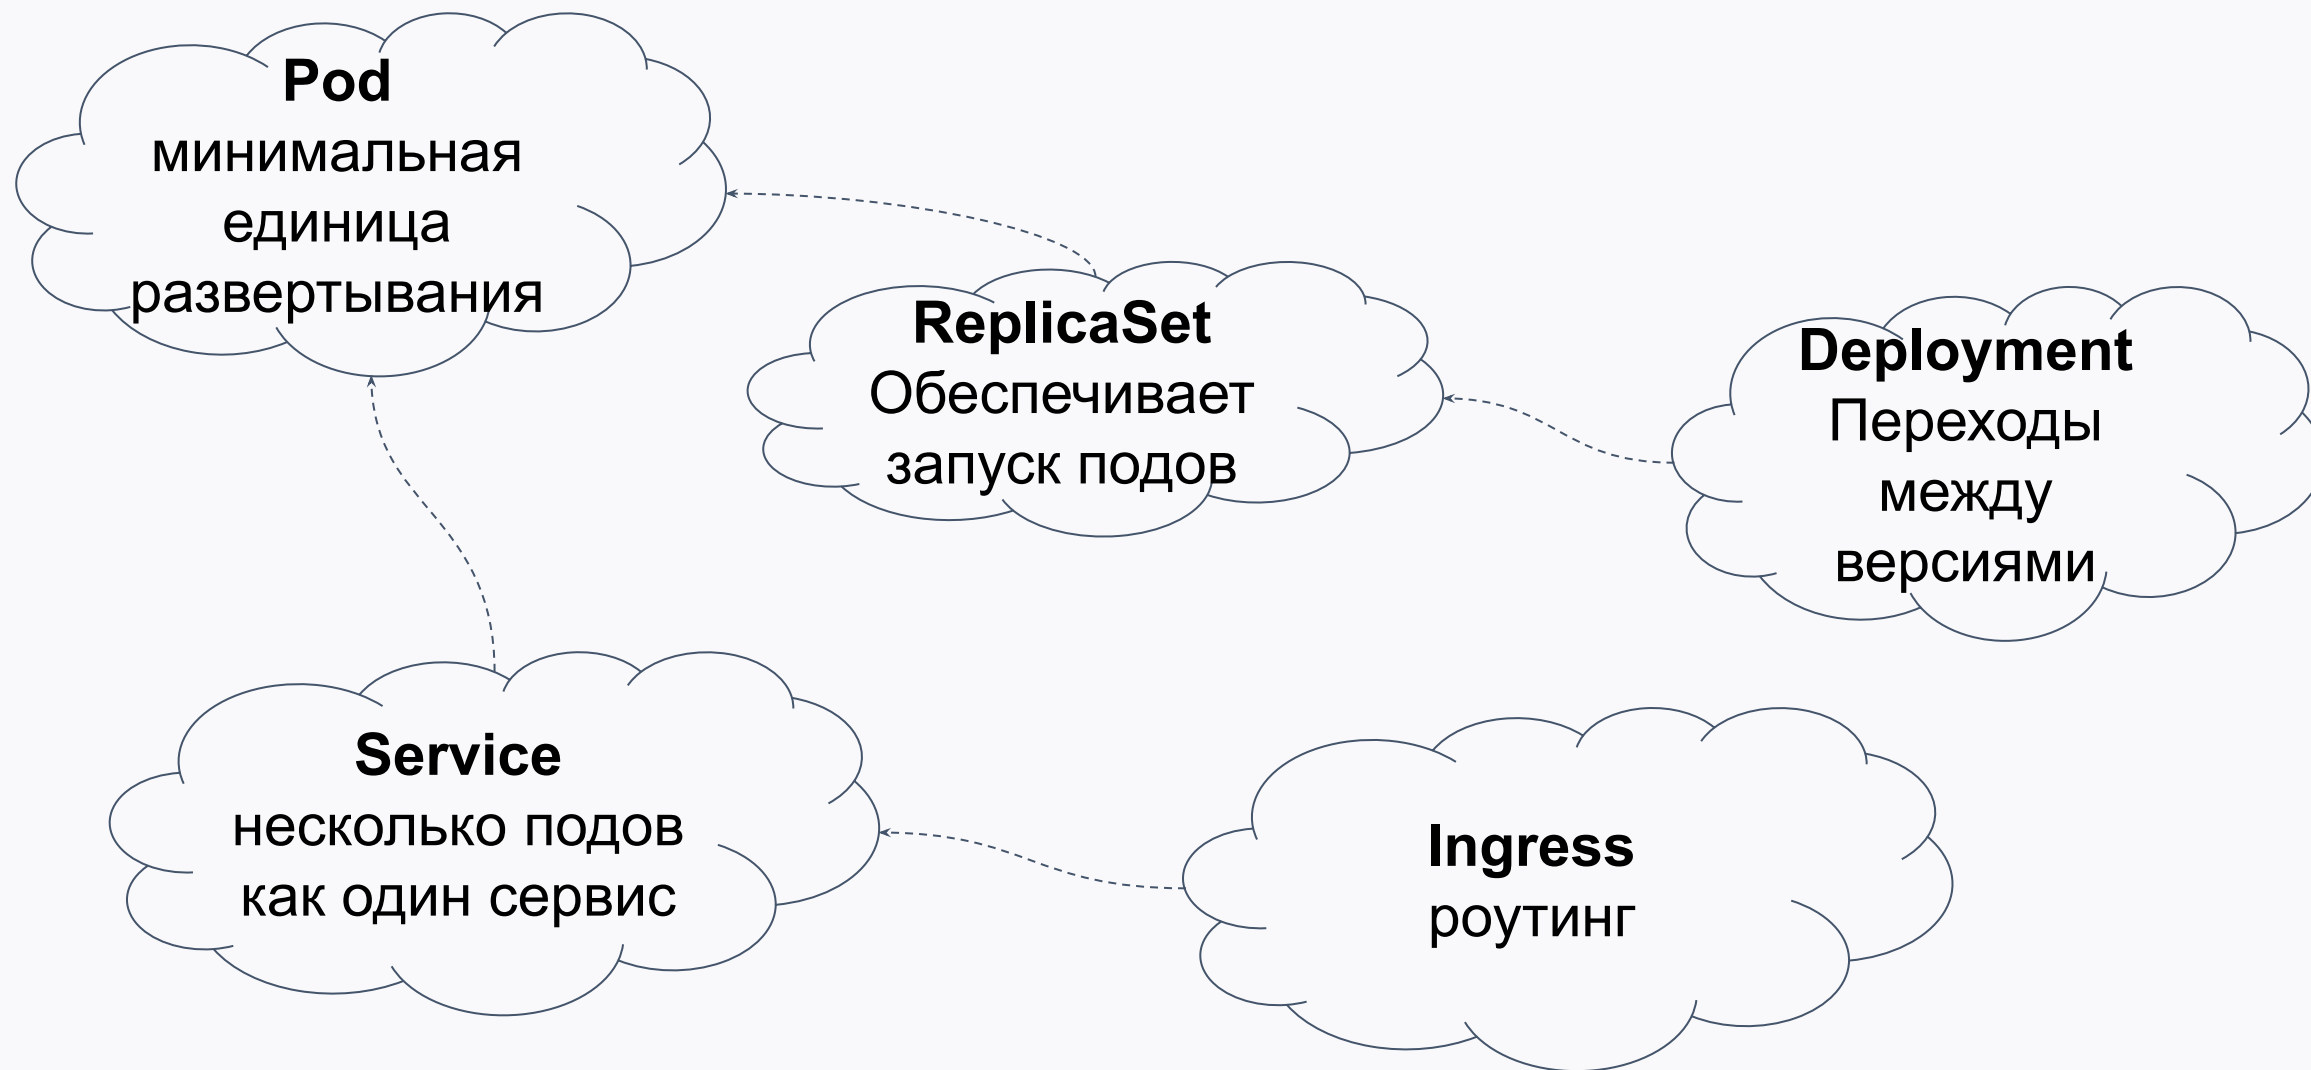 Pod
минимальная
единица
развертывания
ReplicaSet
Обеспечивает
запуск подов
Deployment
Переходы
между
версиями
Service
несколько подов
как один сервис
Ingress
роутинг